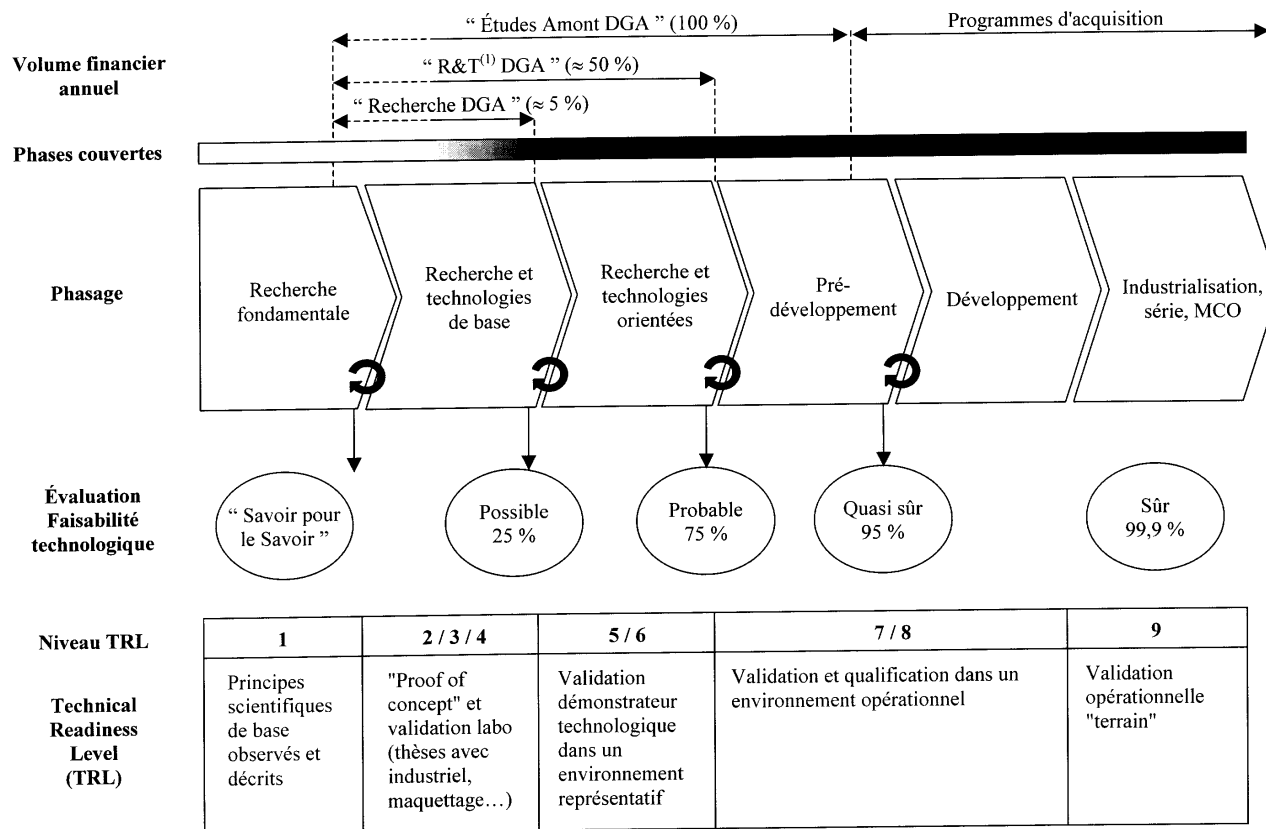 “ Études Amont DGA ” (100 %)
Programmes d'acquisition
Volume financier
annuel
“ R&T(1) DGA ” (≈ 50 %)
“ Recherche DGA ” (≈ 5 %)
Phases couvertes
Phasage
Recherche
fondamentale
Recherche et
technologies
de base
Recherche et
technologies
orientées
Pré-
développement
Développement
Industrialisation,
série, MCO
Évaluation
Faisabilité
technologique
“ Savoir pour
le Savoir ”
Possible
25 %
Probable
75 %
Quasi sûr
95 %
Sûr
99,9 %
Niveau TRL
1
2 / 3 / 4
5 / 6
7 / 8
9
Technical
Readiness
Level
(TRL)
Principes
scientifiques
de base
observés et
décrits
"Proof of
concept" et
validation labo
(thèses avec
industriel,
maquettage…)
Validation
démonstrateur
technologique
dans un
environnement
représentatif
Validation et qualification dans un
environnement opérationnel
Validation
opérationnelle
"terrain"